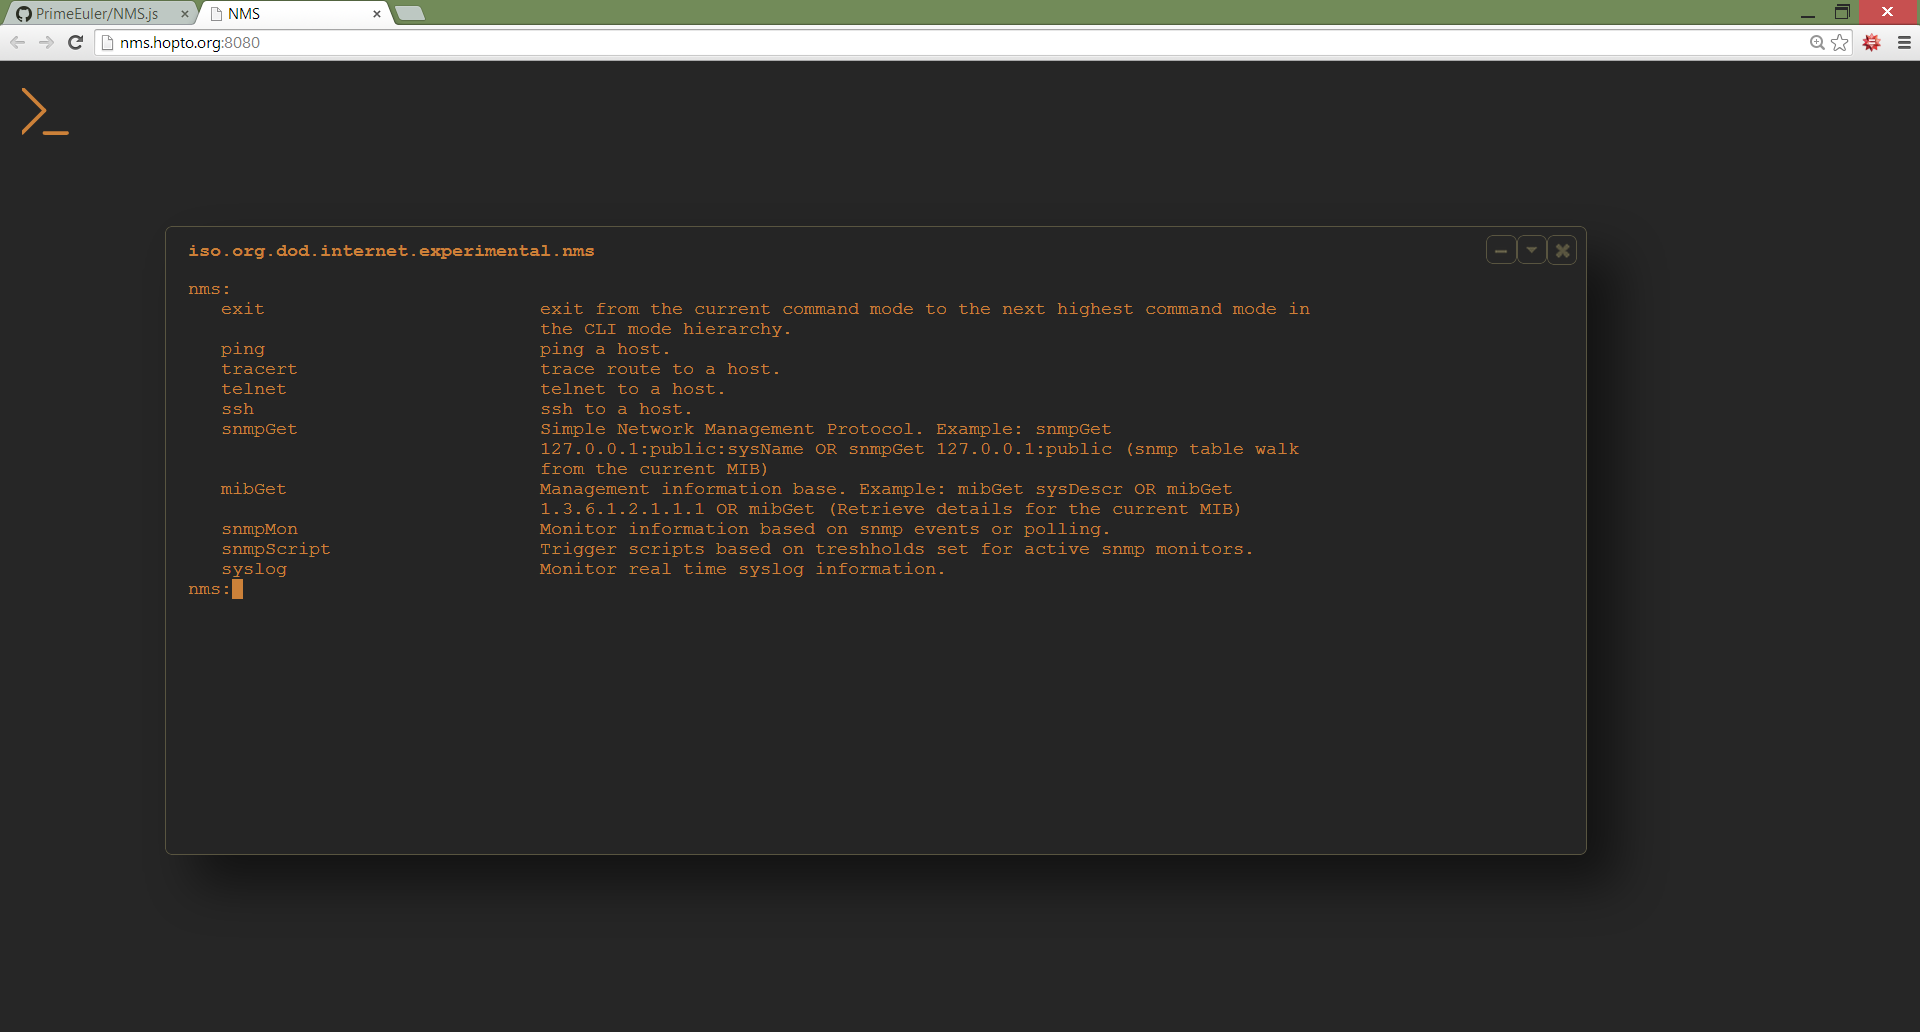 PrimeEuler/NMS.js
NMS
nms.hopto.org:8080
iso.org.dod.internet.experimental.nms
nms:
exit exit from the current command mode to the next highest command mode in
the CLI mode hierarchy.
ping ping a host.
tracert trace route to a host.
telnet telnet to a host.
ssh ssh to a host.
snmpGet Simple Network Management Protocol. Example: snmpGet
127.0.0.1:public:sysName OR snmpGet 127.0.0.1:public (snmp table walk
from the current MIB)
mibGet Management information base. Example: mibGet sysDescr OR mibGet
1.3.6.1.2.1.1.1 OR mibGet (Retrieve details for the current MIB)
snmpMon Monitor information based on snmp events or polling.
snmpScript Trigger scripts based on treshholds set for active snmp monitors.
syslog Monitor real time syslog information.
nms: